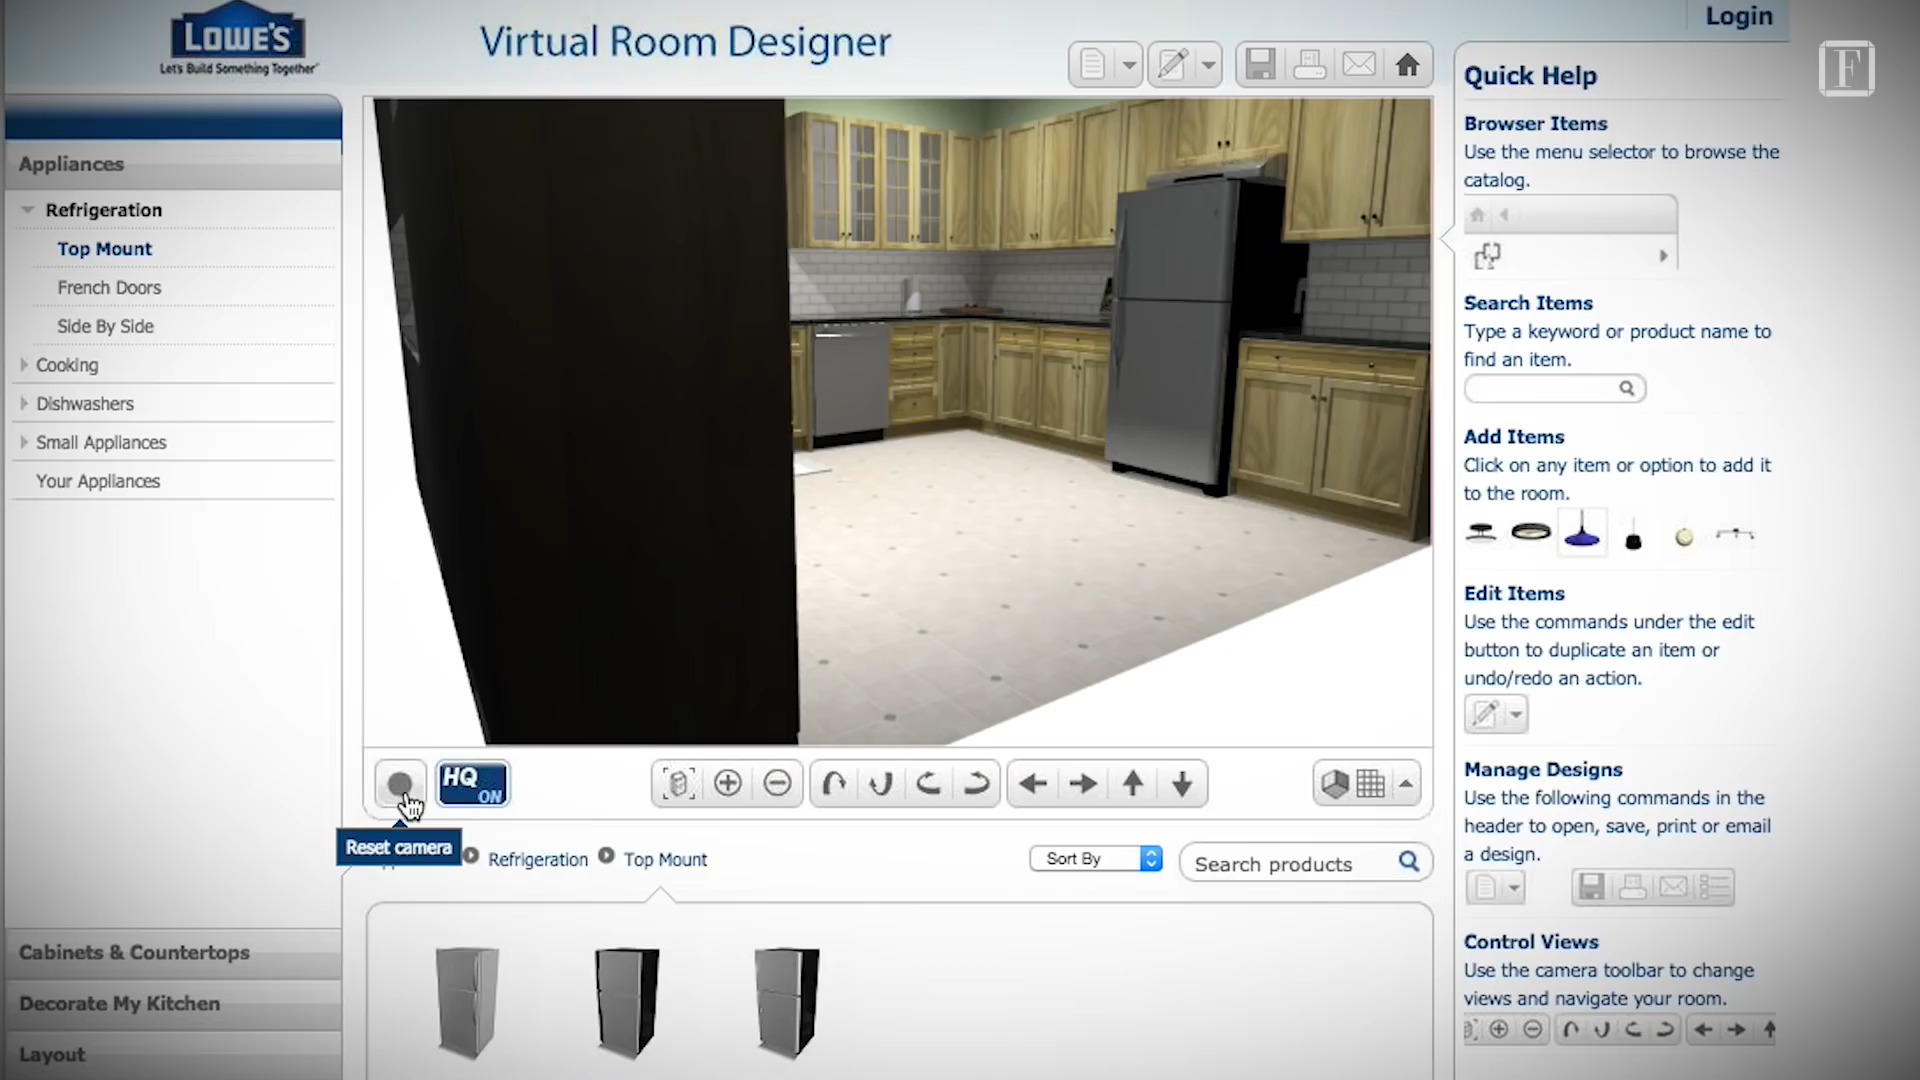 LOWE'S
Let's Build Something Together
Virtual Room Designer
Login
F
Appliances
Refrigeration
Top Mount
French Doors
Side By Side
Cooking
Dishwashers
Small Appliances
Your Appliances
Cabinets & Countertops
Decorate My Kitchen
Layout
HQ
ON
Reset camera
Refrigeration
Top Mount
Sort By
Search products
Quick Help
Browser Items
Use the menu selector to browse the
catalog.
Search Items
Type a keyword or product name to
find an item.
Add Items
Click on any item or option to add it
to the room.
Edit Items
Use the commands under the edit
button to duplicate an item or
undo/redo an action.
Manage Designs
Use the following commands in the
header to open, save, print or email
a design.
Control Views
Use the camera toolbar to change
views and navigate your room.